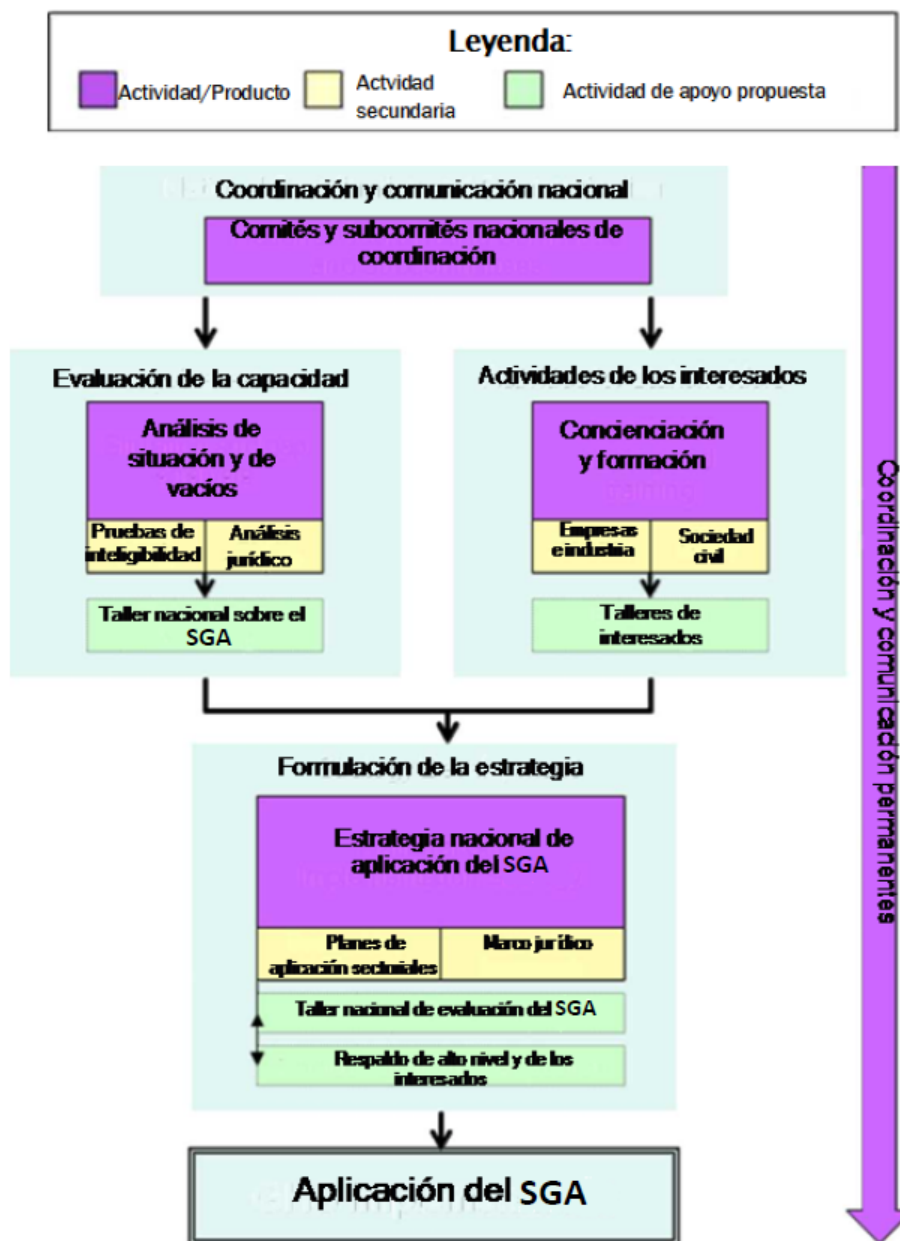 Leyenda:
Actividad/Producto
Actvidad
secundaria
Actividad de apoyo propuesta
Coordinación y comunicación nacional
Comités y subcomités nacionales de
coordinación
Evaluación de la capacidad
Análisis de
situación y de
vacíos
Pruebas de
inteligibilidad
Análisis
jurídico
Taller nacional sobre el
SGA
Actividades de los interesados
Concienciación
y formación
Empresas
e industria
Sociedad
civil
Talleres de
interesados
Formulación de la estrategia
Estrategia nacional de
aplicación del SGA
Planes de
aplicación sectoriales
Marco jurídico
Taller nacional de evaluación del SGA
Respaldo de alto nivel y de los
interesados
Aplicación del SGA
Coordinación y comunicación permanentes